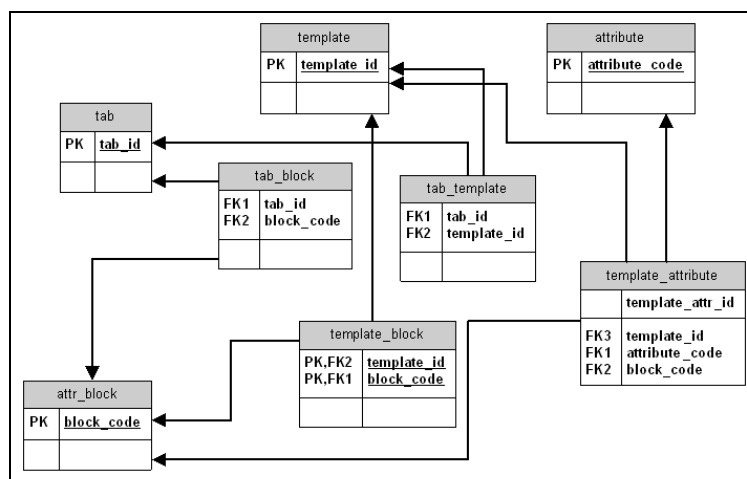 template
PK template_id
attribute
PK attribute_code
tab
PK tab_id
tab_block
FK1 tab_id
FK2 block_code
tab_template
FK1 tab_id
FK2 template_id
template_attribute
template_attr_id
FK3 template_id
FK1 attribute_code
FK2 block_code
template_block
PK,FK2 template_id
PK,FK1 block_code
attr_block
PK block_code